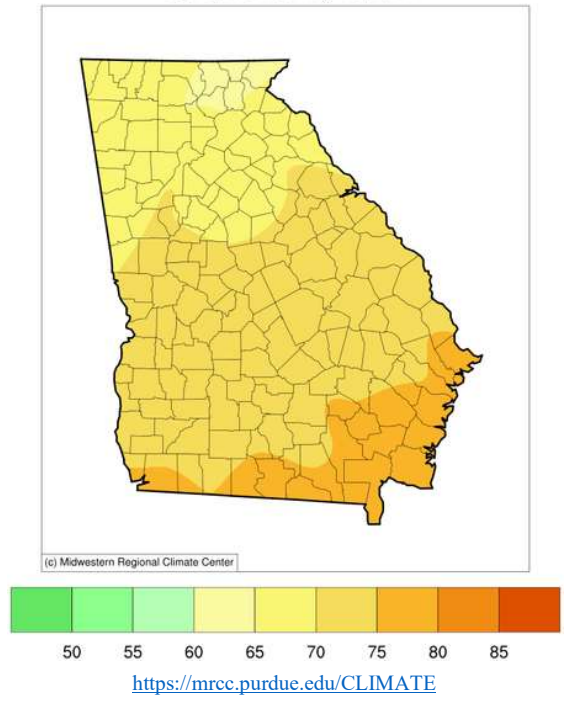 (c) Midwestern Regional Climate Center
50 55 60 65 70 75 80 85
https://mrcc.purdue.edu/CLIMATE